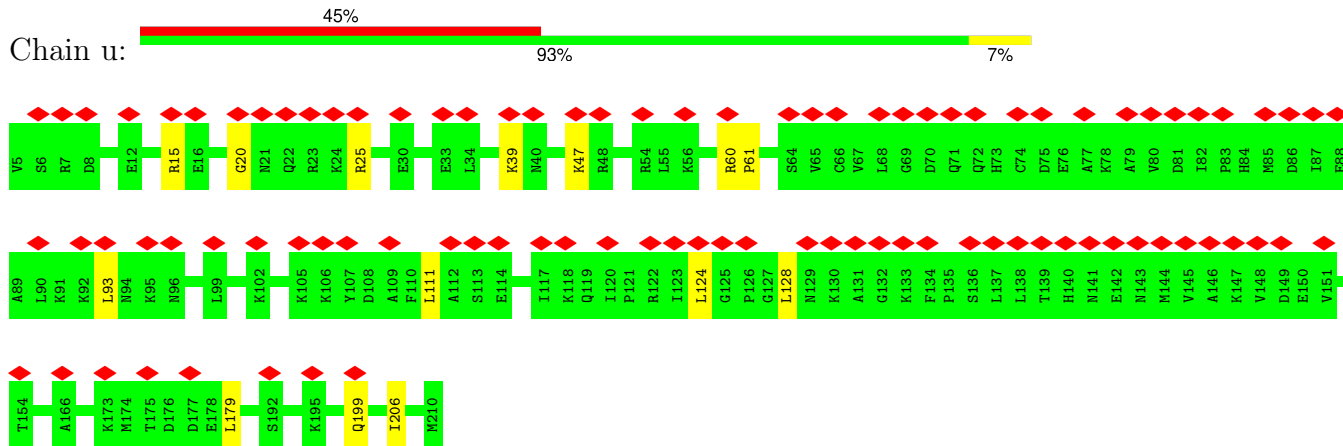 45%
Chain u:
93% 7%
V5 S6 R7 D8 E12 R15 E16 G20 N21 Q22 R23 K24 R25 E30 E33 L34 K39 N40 K47 R48 R54 L55 K56 R60 P61 S64 V65 C66 V67 L68 G69 D70 Q71 Q72 H73 C74 D75 E76 A77 K78 A79 V80 D81 I82 P83 H84 M85 D86 I87 E88
A89 L90 K91 K92 L93 N94 K95 N96 L99 K102 K105 K106 Y107 D108 A109 F110 L111 A112 S113 E114 I117 K118 Q119 I120 P121 R122 I123 L124 G125 P126 G127 L128 N129 K130 A131 G132 K133 F134 P135 S136 L137 L138 T139 H140 N141 E142 N143 M144 V145 A146 K147 V148 D149 E150 V151
T154 A166 K173 M174 T175 D176 D177 E178 L179 S192 K195 Q199 I206 M210